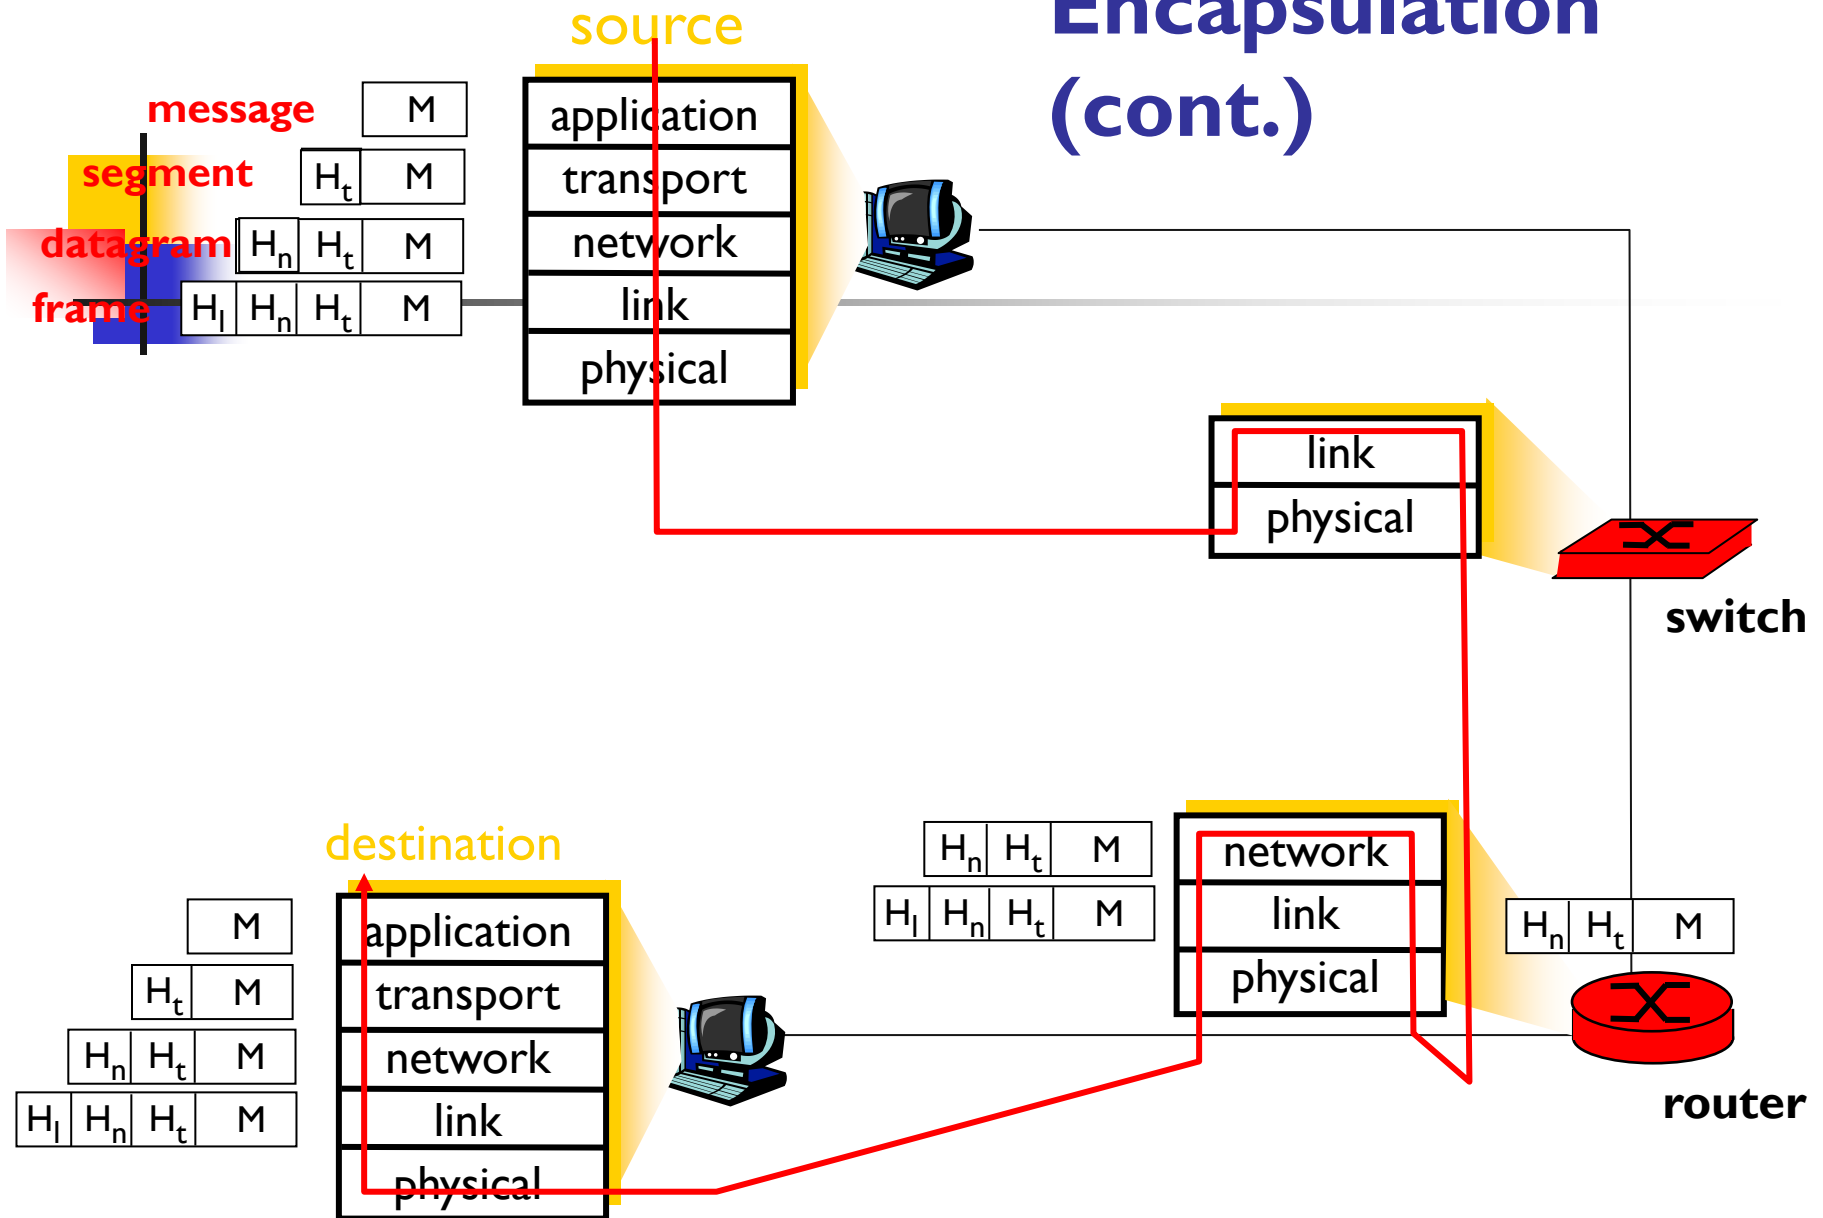 Encapsulation
(cont.)
source
message M
segment Ht M
datagram Hn Ht M
frame Hl Hn Ht M
application
transport
network
link
physical
link
physical
switch
Hn Ht M
Hl Hn Ht M
network
link
physical
Hn Ht M
router
destination
M
Ht M
Hn Ht M
Hl Hn Ht M
application
transport
network
link
physical